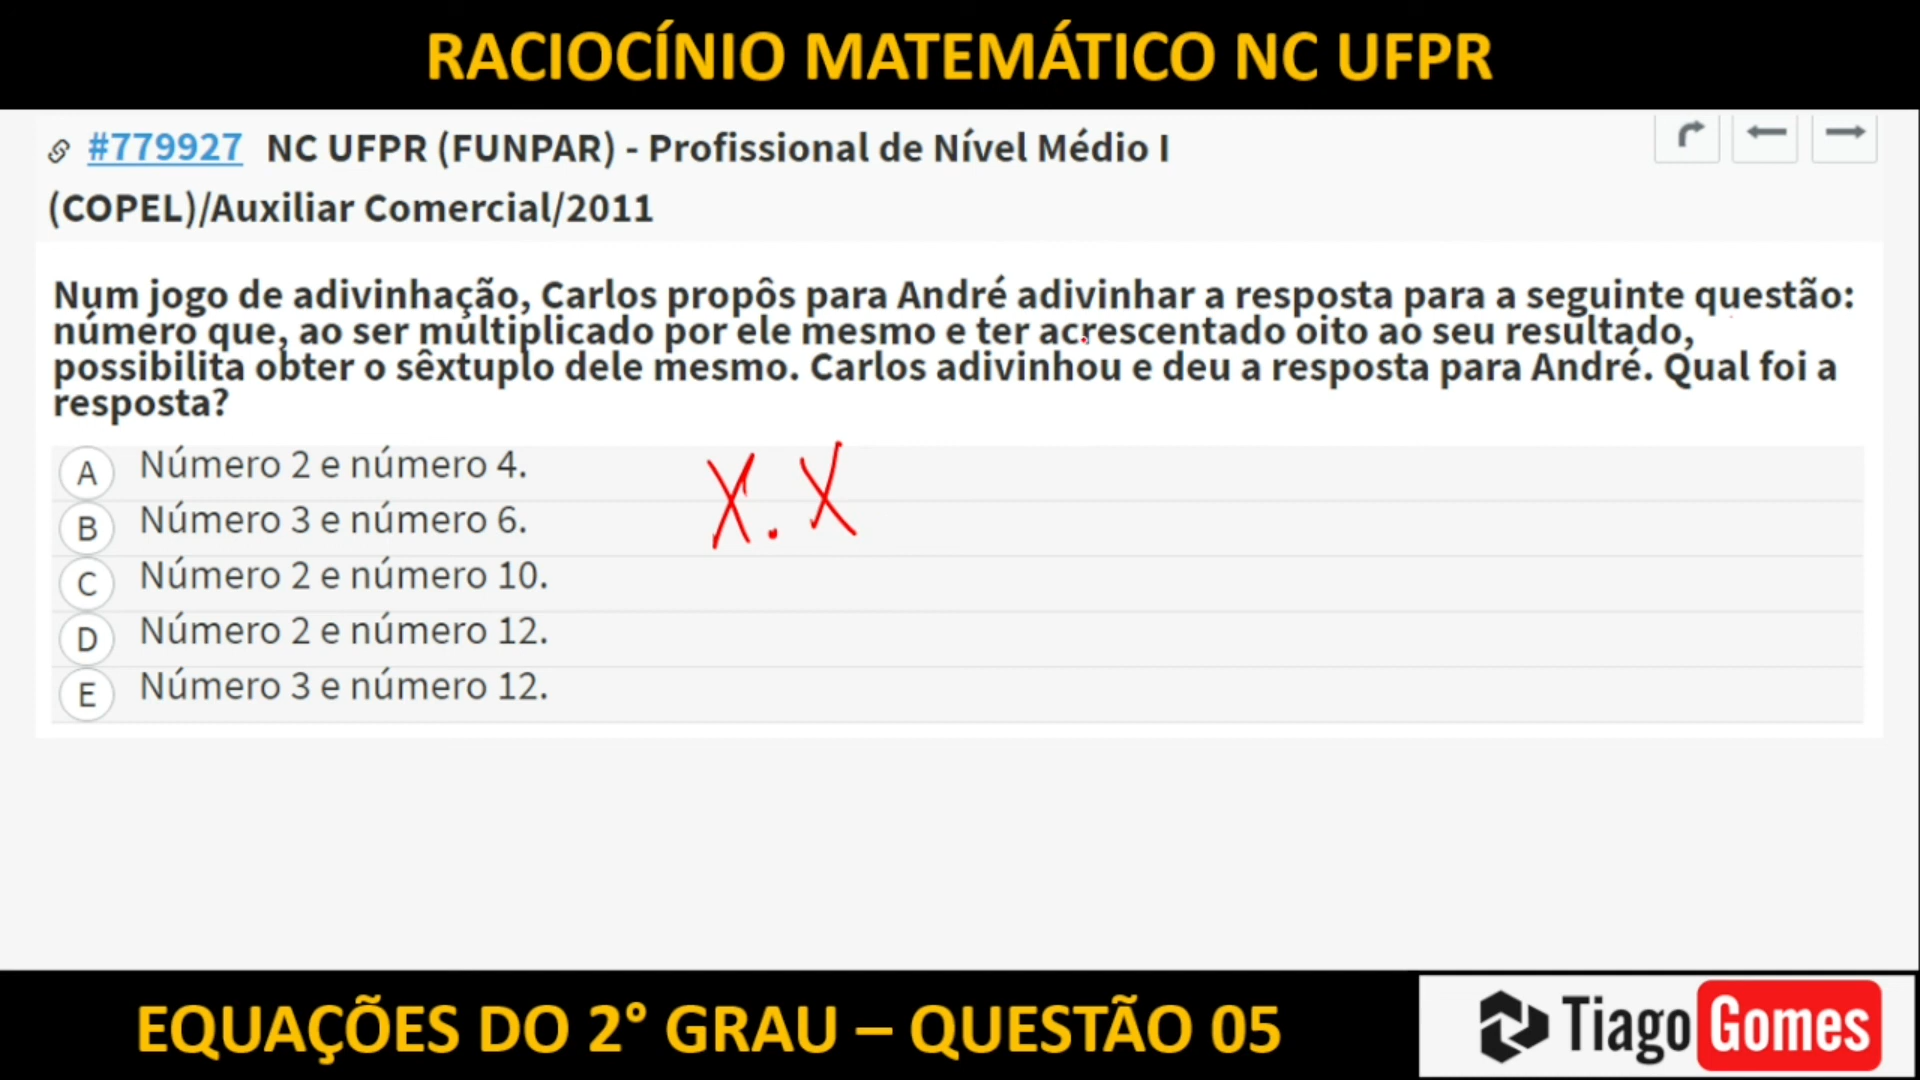 RACIOCÍNIO MATEMÁTICO NC UFPR
#779927 NC UFPR (FUNPAR) - Profissional de Nível Médio I
(COPEL)/Auxiliar Comercial/2011
Num jogo de adivinhação, Carlos propôs para André adivinhar a resposta para a seguinte questão:
número que, ao ser multiplicado por ele mesmo e ter acrescentado oito ao seu resultado,
possibilita obter o sêxtuplo dele mesmo. Carlos adivinhou e deu a resposta para André. Qual foi a
resposta?
A Número 2 e número 4.
B Número 3 e número 6.
X . X
C Número 2 e número 10.
D Número 2 e número 12.
E Número 3 e número 12.
EQUAÇÕES DO 2° GRAU – QUESTÃO 05
Tiago Gomes